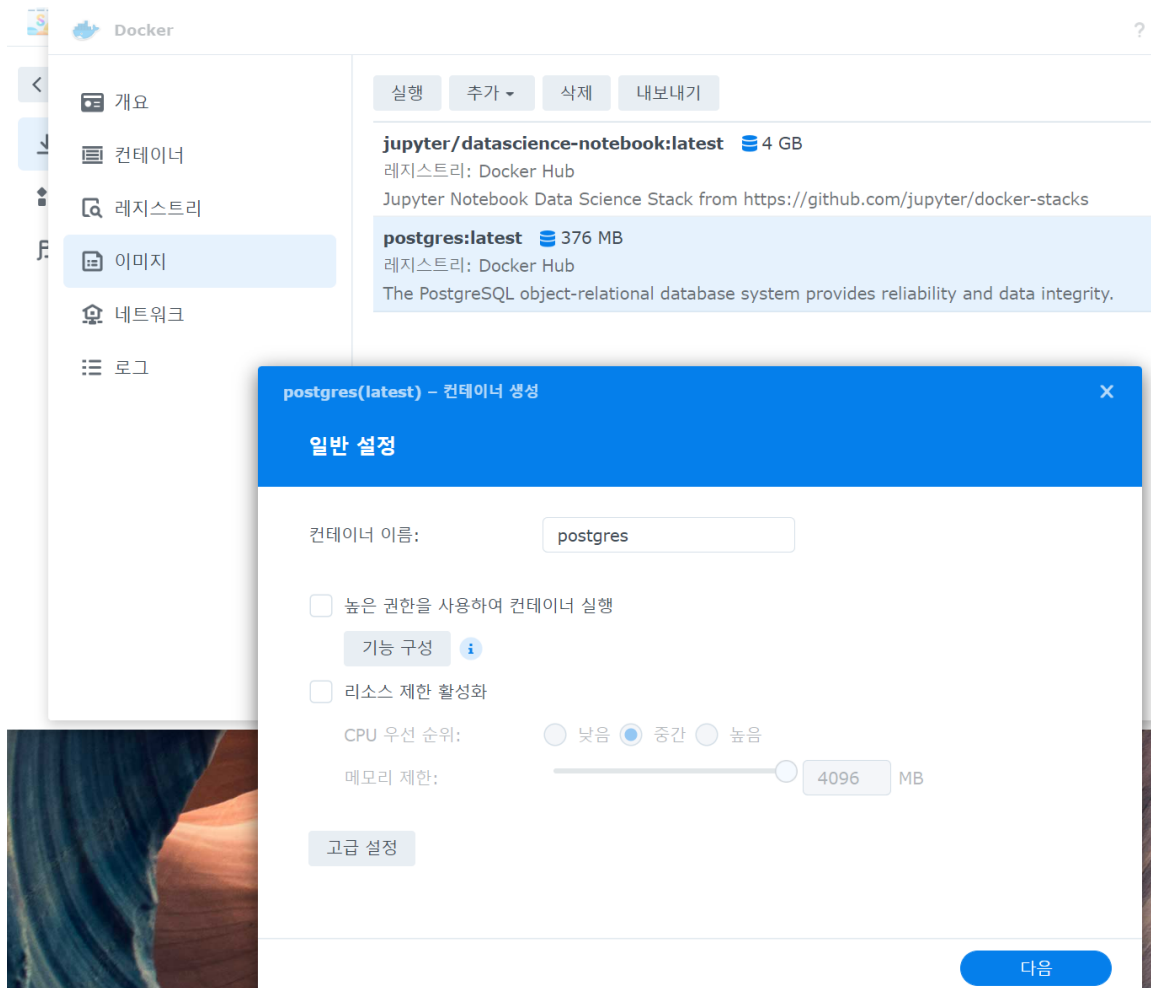 Docker
?
개요
컨테이너
레지스트리
이미지
네트워크
로그
실행 추가 삭제 내보내기
jupyter/datascience-notebook:latest 4 GB
레지스트리: Docker Hub
Jupyter Notebook Data Science Stack from https://github.com/jupyter/docker-stacks
postgres:latest 376 MB
레지스트리: Docker Hub
The PostgreSQL object-relational database system provides reliability and data integrity.
postgres(latest) – 컨테이너 생성
일반 설정
컨테이너 이름: postgres
높은 권한을 사용하여 컨테이너 실행
기능 구성
리소스 제한 활성화
CPU 우선 순위: 낮음 중간 높음
메모리 제한: 4096 MB
고급 설정
다음